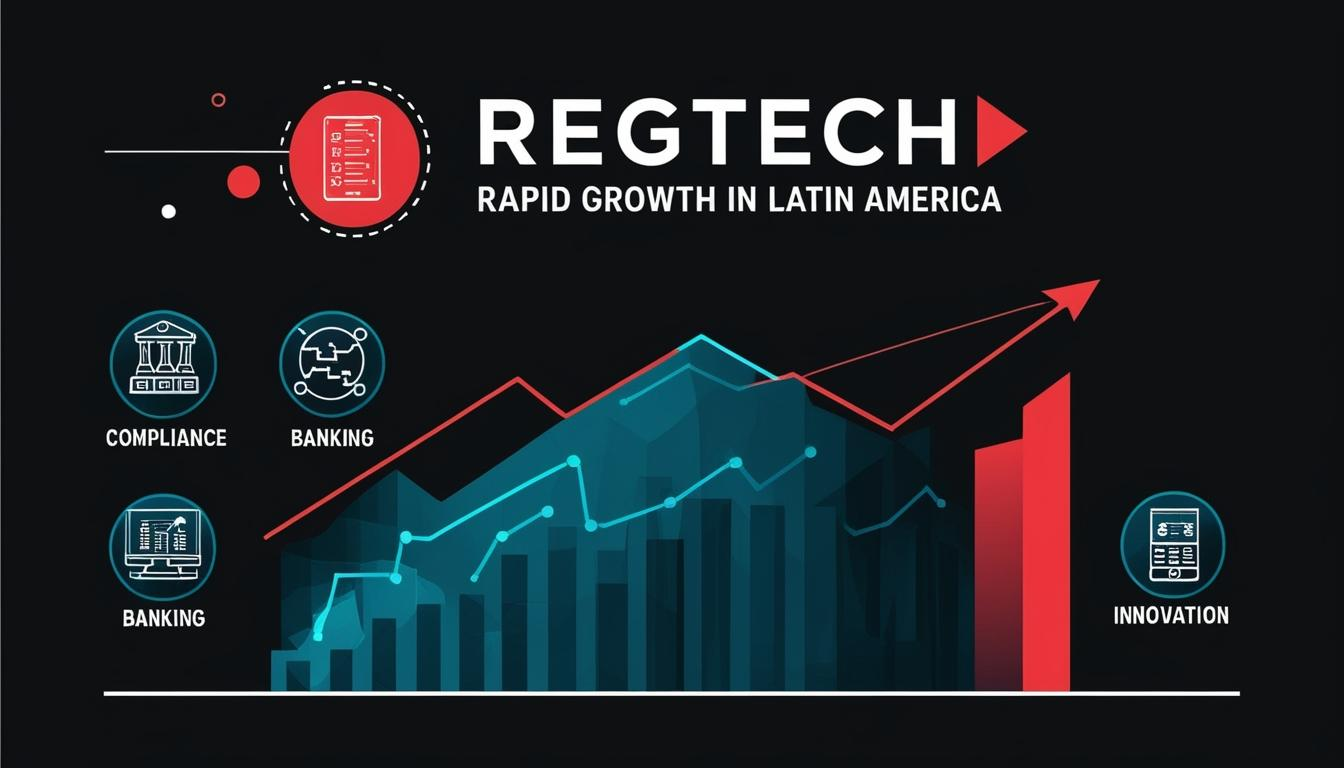 REGTECH
RAPID GROWTH IN LATIN AMERICA
COMPLIANCE
BANKING
BANKING
INNOVATION